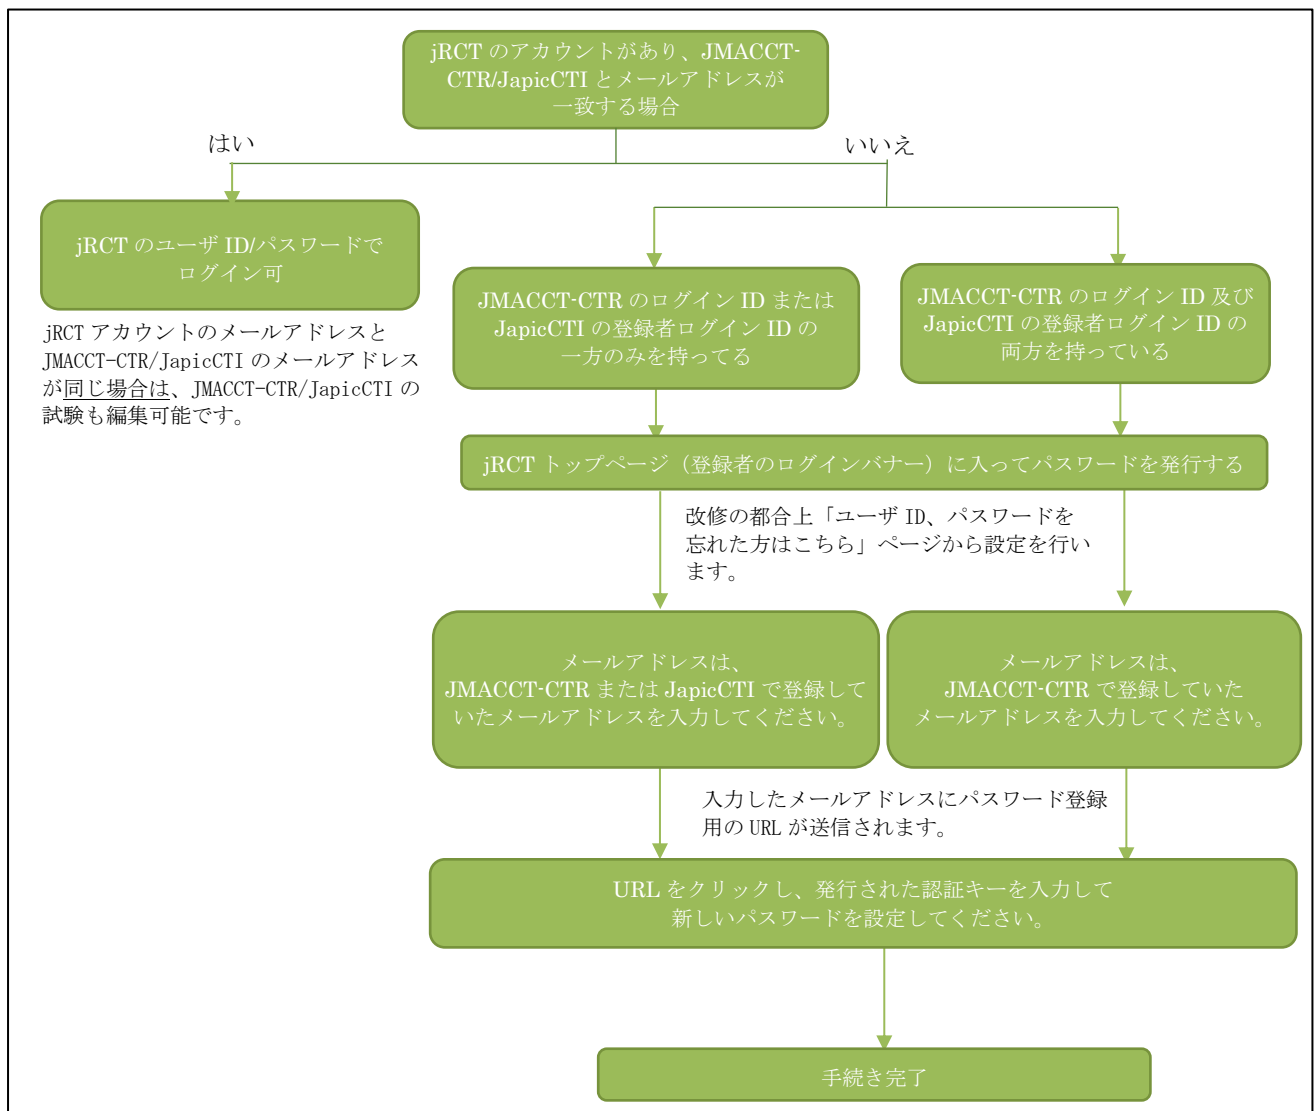 jRCT のアカウントがあり、JMACCT-
CTR/JapicCTI とメールアドレスが
一致する場合
はい
いいえ
jRCT のユーザ ID/パスワードで
ログイン可
jRCT アカウントのメールアドレスと
JMACCT-CTR/JapicCTI のメールアドレス
が同じ場合は、JMACCT-CTR/JapicCTI の
試験も編集可能です。
JMACCT-CTR のログイン ID または
JapicCTI の登録者ログイン ID の
一方のみを持ってる
JMACCT-CTR のログイン ID 及び
JapicCTI の登録者ログイン ID の
両方を持っている
jRCT トップページ（登録者のログインバナー）に入ってパスワードを発行する
改修の都合上「ユーザ ID、パスワードを
忘れた方はこちら」ページから設定を行い
ます。
メールアドレスは、
JMACCT-CTR または JapicCTI で登録して
いたメールアドレスを入力してください。
メールアドレスは、
JMACCT-CTR で登録していた
メールアドレスを入力してください。
入力したメールアドレスにパスワード登録
用の URL が送信されます。
URL をクリックし、発行された認証キーを入力して
新しいパスワードを設定してください。
手続き完了